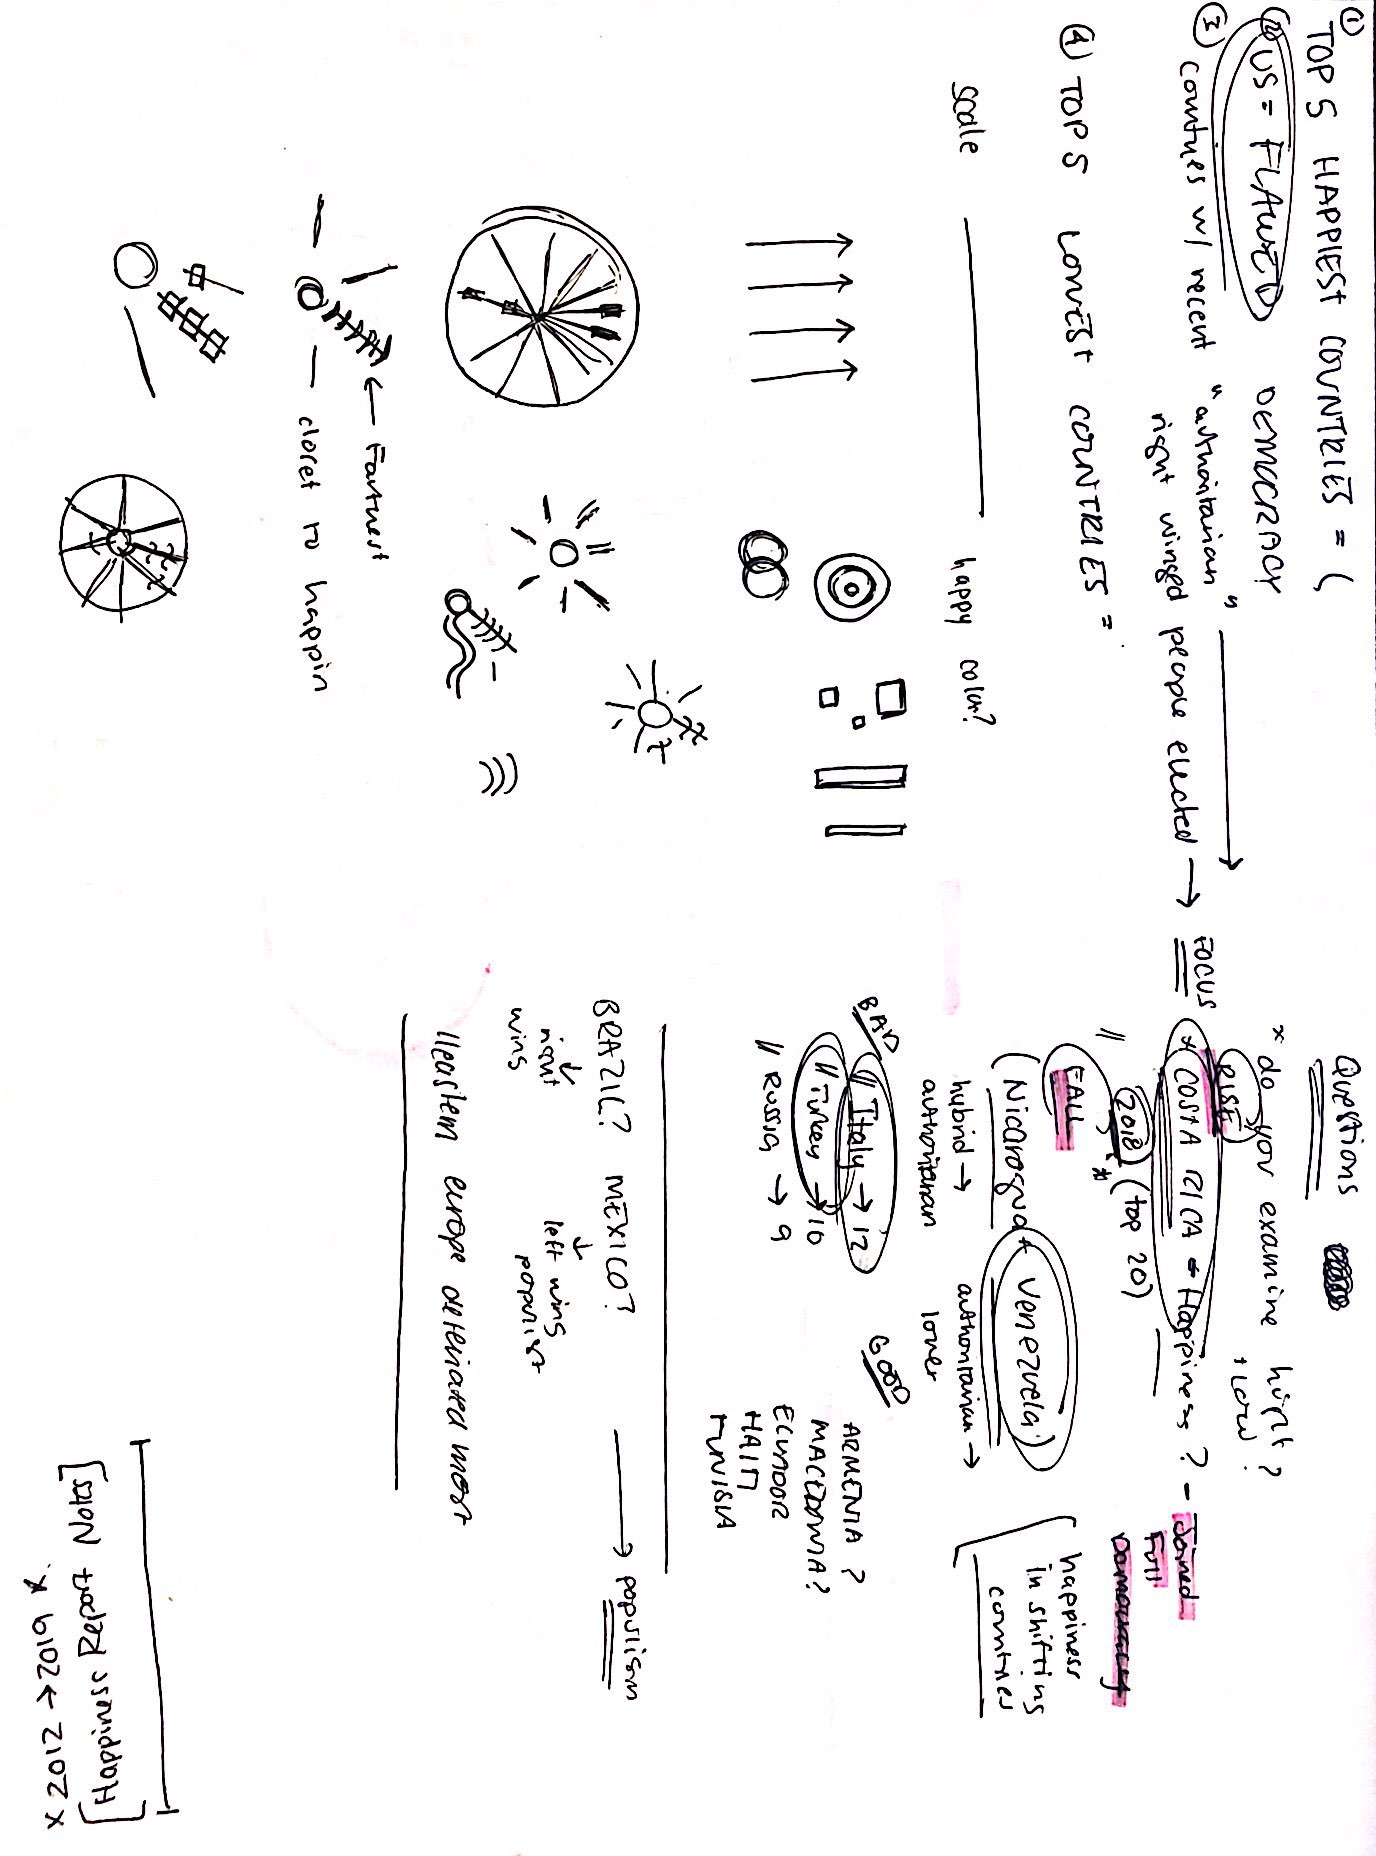 ① TOP 5 HAPPIEST COUNTRIES = (
② US = FLAWED DEMOCRACY
③ countries w/ recent "authoritarian"
right winged people elected → FOCUS
④ TOP 5 LOWEST COUNTRIES =
scale
happy color?
← Farthest
closet to happin
Questions
* do you examine high?
+ low?
RISE
* COSTA RICA → Happiness? - Joined
Full
Democracy
2018 * (top 20)
"
FALL
(Nicaragua + Venezuela)
hybrid → authoritarian
authoritarian → lower
happiness
in shifting
countries
BAD
" Italy → 12
" Turkey → 10
" Russia → 9
GOOD
ARMENIA?
MACEDONIA?
ECUADOR
HAITI
TUNISIA
BRAZIL? MEXICO? → populism
↓ right wins
↓ left wing populist
" eastern europe deteriated most
[Happiness Report Notes]
* 2012 → 2019 *